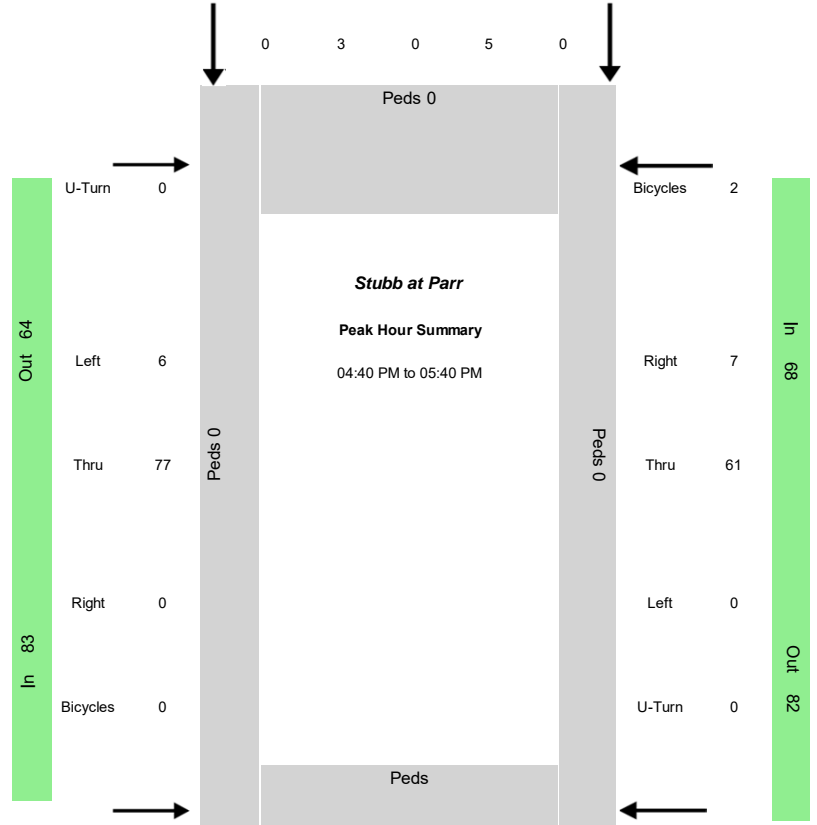 0 3 0 5 0
Peds 0
U-Turn 0
Bicycles 2
Stubb at Parr
Peak Hour Summary
04:40 PM to 05:40 PM
Out 64
Left 6
Right 7
In 68
Peds 0
Thru 77
Peds 0
Thru 61
Right 0
Left 0
In 83
Out 82
Bicycles 0
U-Turn 0
Peds